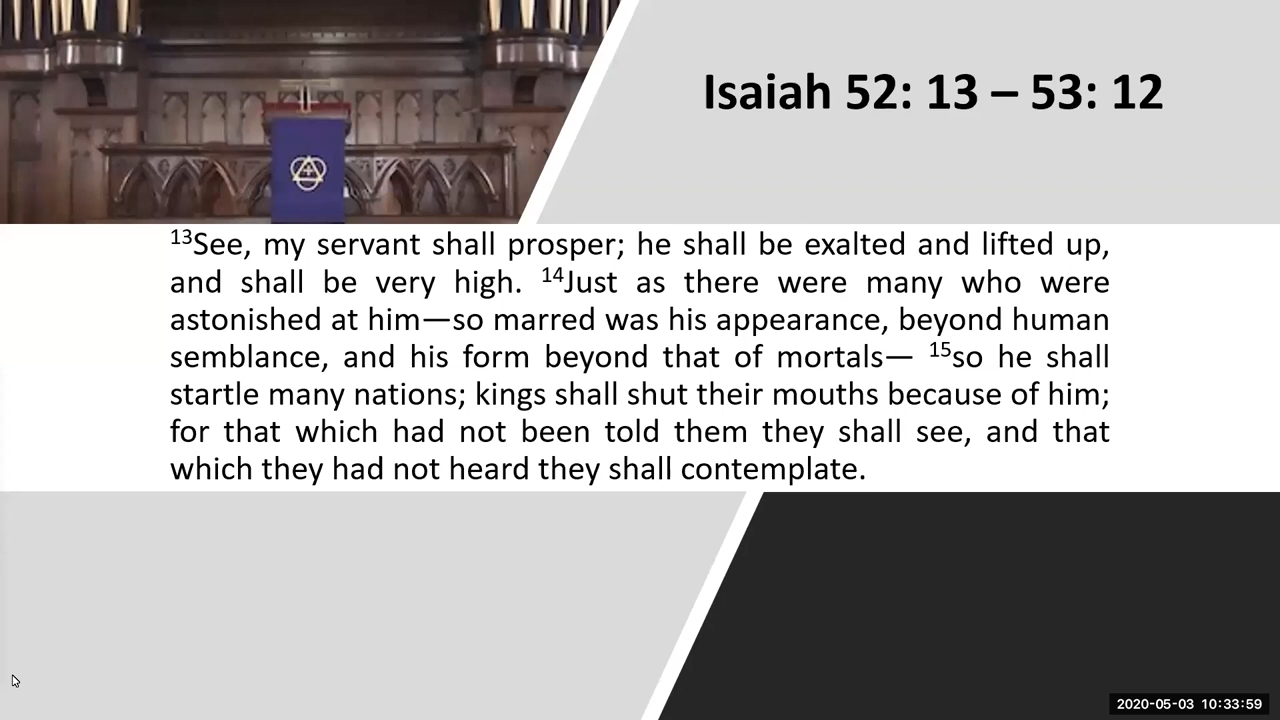 Isaiah 52: 13 – 53: 12
¹³See, my servant shall prosper; he shall be exalted and lifted up,
and shall be very high. ¹⁴Just as there were many who were
astonished at him—so marred was his appearance, beyond human
semblance, and his form beyond that of mortals— ¹⁵so he shall
startle many nations; kings shall shut their mouths because of him;
for that which had not been told them they shall see, and that
which they had not heard they shall contemplate.
2020-05-03 10:33:59